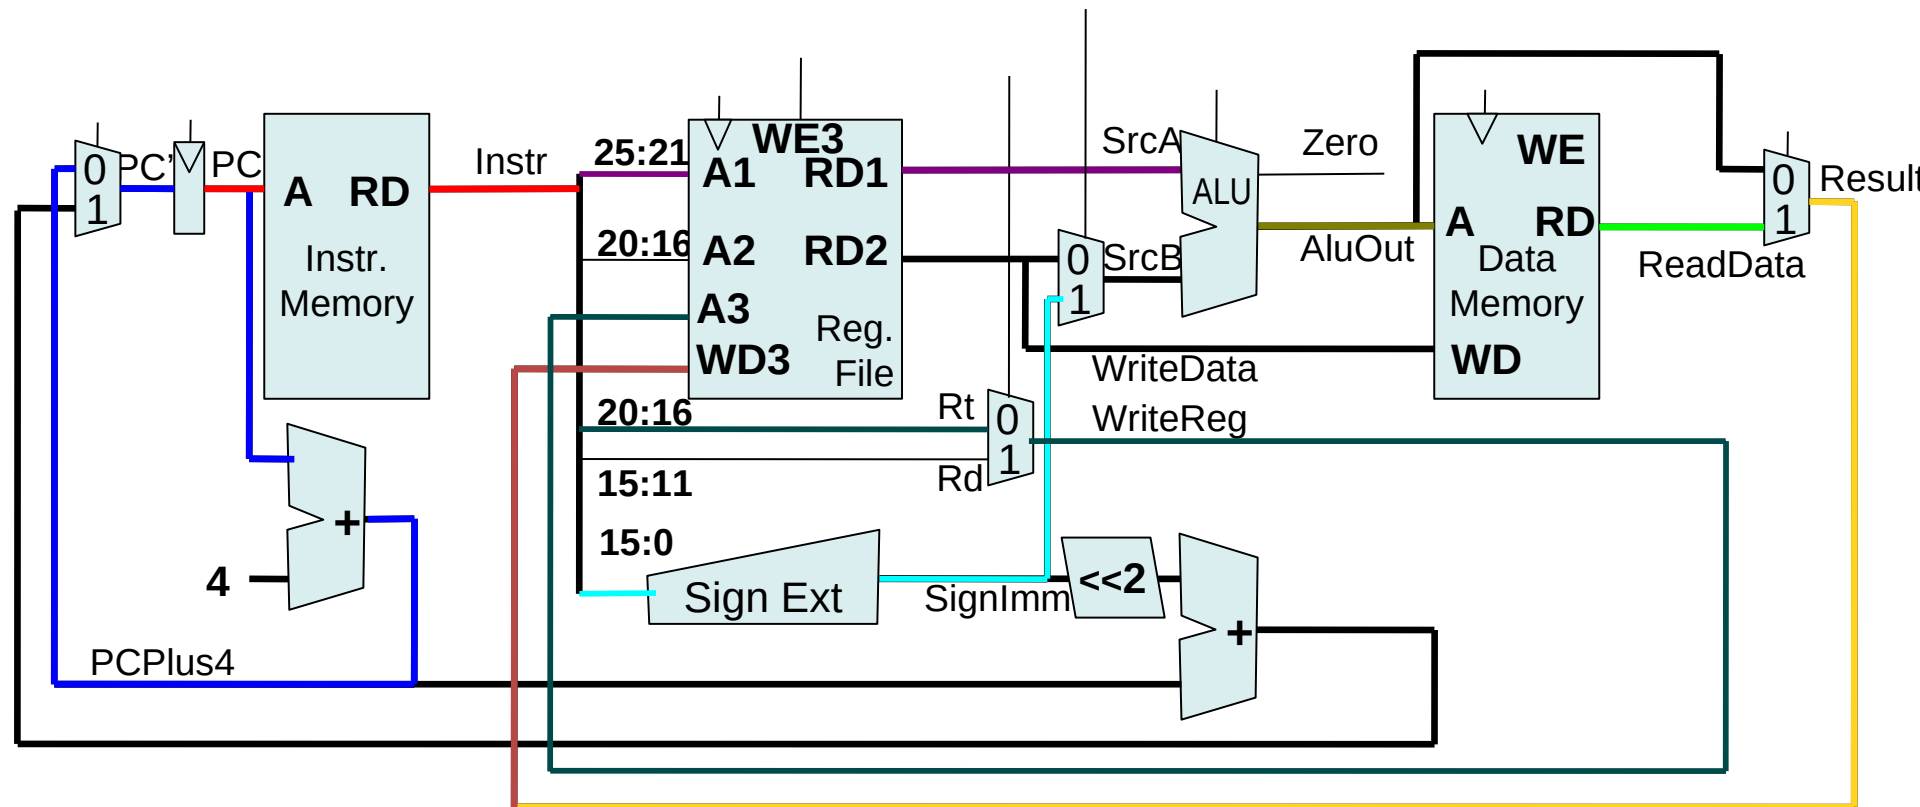 0
1
PC'
PC
A RD
Instr.
Memory
Instr
25:21
20:16
A1
WE3
RD1
A2
RD2
A3
WD3
Reg.
File
20:16
15:11
15:0
Rt
Rd
0
1
0
1
SrcA
SrcB
ALU
Zero
AluOut
WriteData
WriteReg
WE
A RD
Data
Memory
WD
ReadData
0
1
Result
+
4
Sign Ext
SignImm
<<2
+
PCPlus4